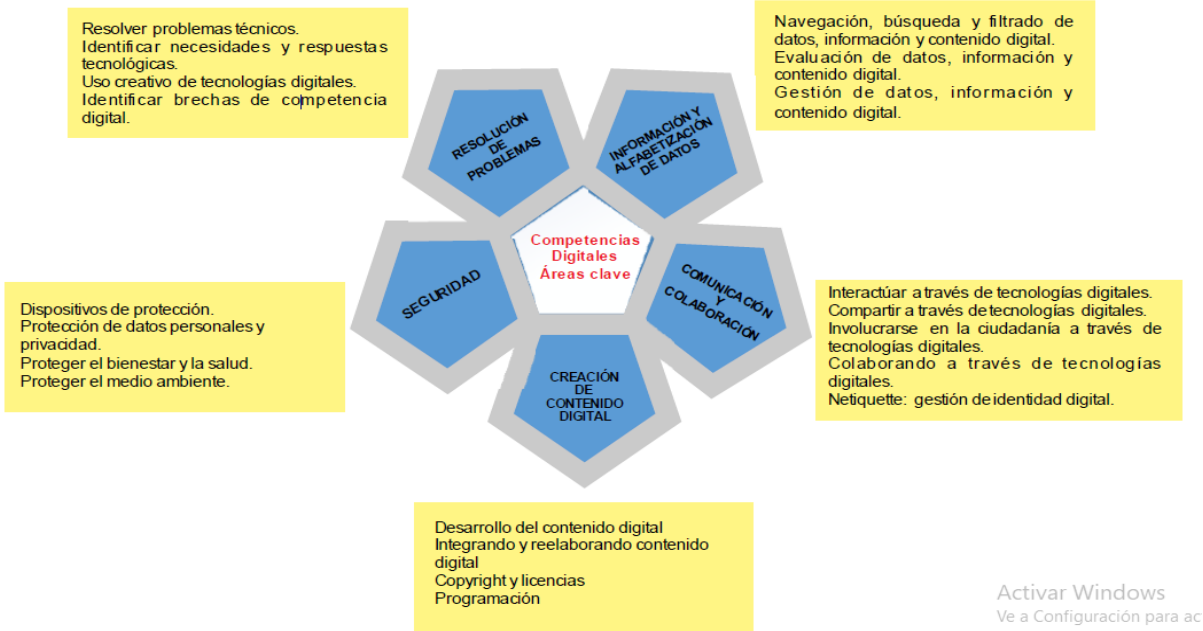 Resolver problemas técnicos.
Identificar necesidades y respuestas
tecnológicas.
Uso creativo de tecnologías digitales.
Identificar brechas de competencia
digital.
Navegación, búsqueda y filtrado de
datos, información y contenido digital.
Evaluación de datos, información y
contenido digital.
Gestión de datos, información y
contenido digital.
RESOLUCIÓN
DE
PROBLEMAS
INFORMACIÓN Y
ALFABETIZACIÓN
DE DATOS
Competencias
Digitales
Áreas clave
SEGURIDAD
COMUNICACIÓN
Y
COLABORACIÓN
CREACIÓN
DE
CONTENIDO
DIGITAL
Dispositivos de protección.
Protección de datos personales y
privacidad.
Proteger el bienestar y la salud.
Proteger el medio ambiente.
Interactúar a través de tecnologías digitales.
Compartir a través de tecnologías digitales.
Involucrarse en la ciudadanía a través de
tecnologías digitales.
Colaborando a través de tecnologías
digitales.
Netiquette: gestión de identidad digital.
Desarrollo del contenido digital
Integrando y reelaborando contenido
digital
Copyright y licencias
Programación
Activar Windows
Ve a Configuración para ac